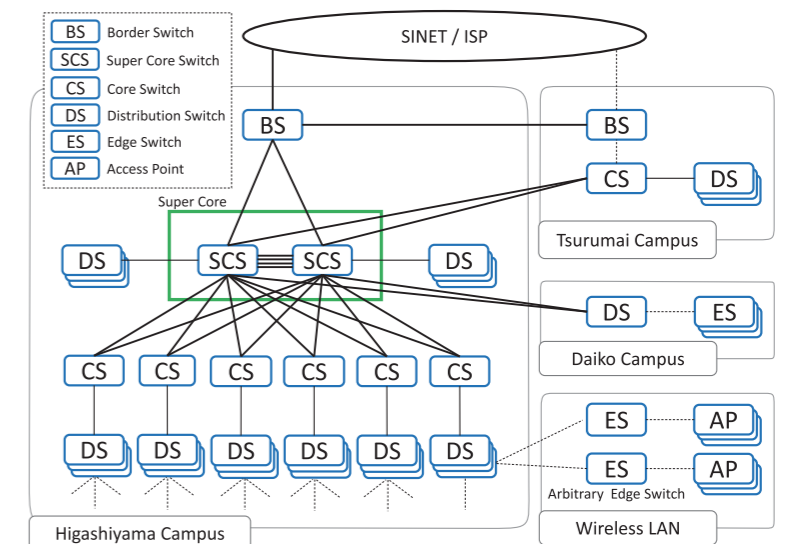 SINET / ISP
BS Border Switch
SCS Super Core Switch
CS Core Switch
DS Distribution Switch
ES Edge Switch
AP Access Point
BS
BS
CS
DS
Tsurumai Campus
Super Core
DS
SCS
SCS
DS
DS
ES
Daiko Campus
CS
CS
CS
CS
CS
CS
DS
DS
DS
DS
DS
DS
ES
AP
ES
AP
Arbitrary Edge Switch
Wireless LAN
Higashiyama Campus